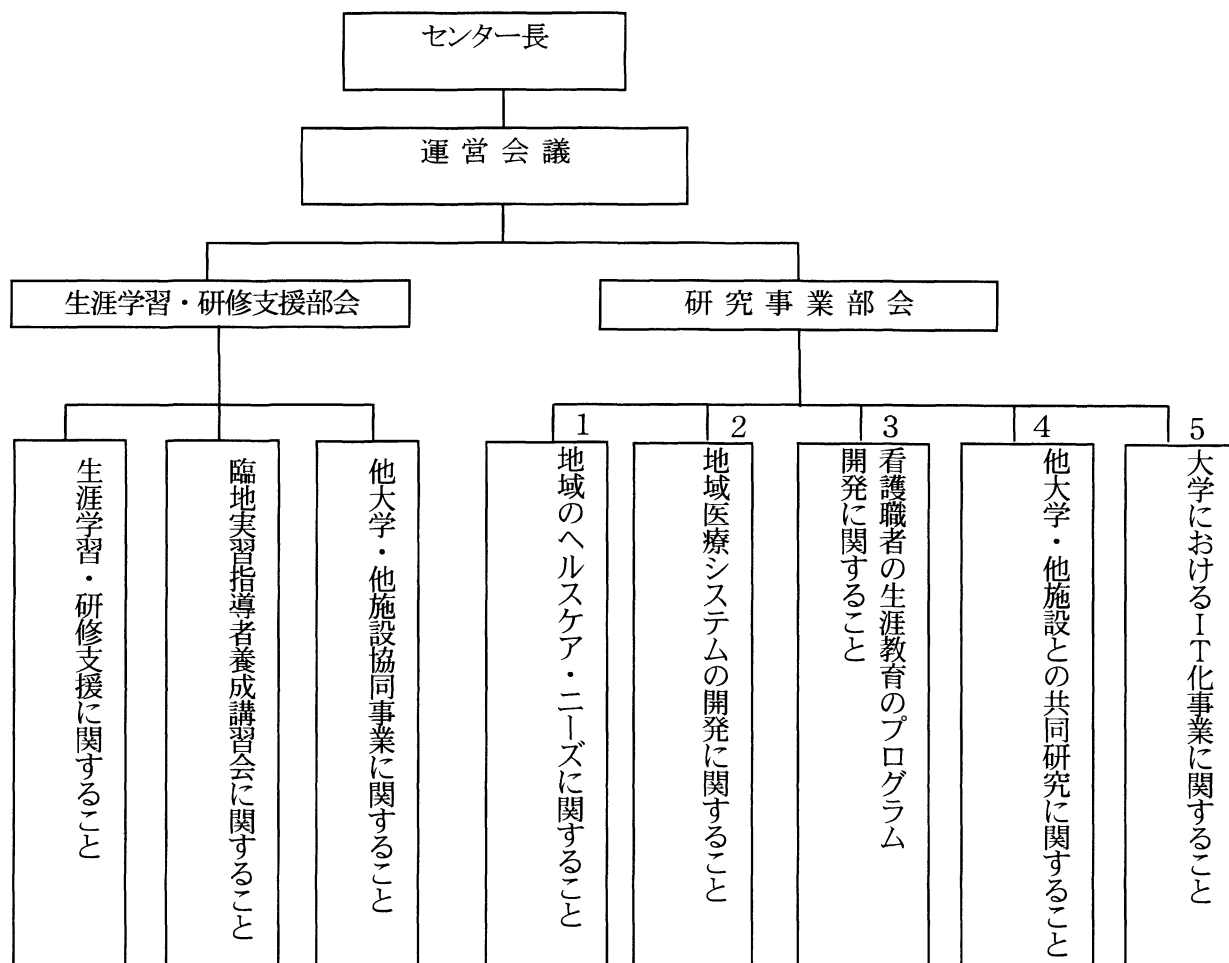 センター長
運営会議
生涯学習・研修支援部会
研究事業部会
生涯学習・研修支援に関すること
臨地実習指導者養成講習会に関すること
他大学・他施設協同事業に関すること
1
地域のヘルスケア・ニーズに関すること
2
地域医療システムの開発に関すること
3
看護職者の生涯教育のプログラム
開発に関すること
4
他大学・他施設との共同研究に関すること
5
大学におけるIT化事業に関すること